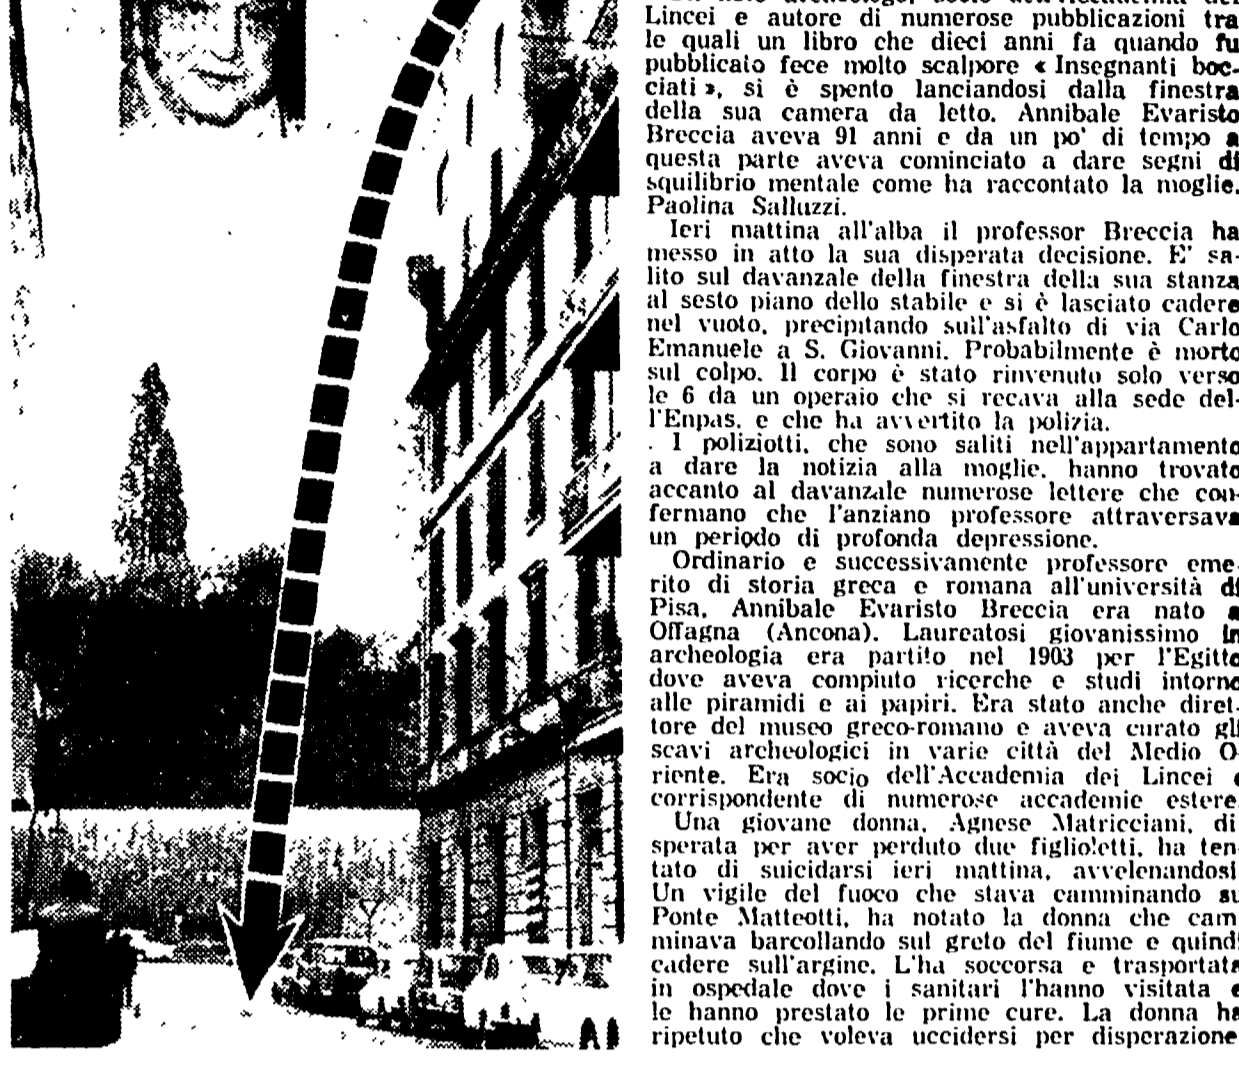 Lincei e autore di numerose pubblicazioni tra
le quali un libro che dieci anni fa quando fu
pubblicato fece molto scalpore « Insegnanti boc-
ciati », si è spento lanciandosi dalla finestra
della sua camera da letto. Annibale Evaristo
Breccia aveva 91 anni e da un po' di tempo a
questa parte aveva cominciato a dare segni di
squilibrio mentale come ha raccontato la moglie,
Paolina Salluzzi.
Ieri mattina all'alba il professor Breccia ha
messo in atto la sua disperata decisione. E' sa-
lito sul davanzale della finestra della sua stanza
al sesto piano dello stabile e si è lasciato cadere
nel vuoto, precipitando sull'asfalto di via Carlo
Emanuele a S. Giovanni. Probabilmente è morto
sul colpo. Il corpo è stato rinvenuto solo verso
le 6 da un operaio che si recava alla sede del-
l'Enpas, e che ha avvertito la polizia.
I poliziotti, che sono saliti nell'appartamento
a dare la notizia alla moglie, hanno trovato
accanto al davanzale numerose lettere che con-
fermano che l'anziano professore attraversava
un periodo di profonda depressione.
Ordinario e successivamente professore eme-
rito di storia greca e romana all'università di
Pisa, Annibale Evaristo Breccia era nato a
Offagna (Ancona). Laureatosi giovanissimo in
archeologia era partito nel 1903 per l'Egitto
dove aveva compiuto ricerche e studi intorno
alle piramidi e ai papiri. Era stato anche diret-
tore del museo greco-romano e aveva curato gli
scavi archeologici in varie città del Medio O-
riente. Era socio dell'Accademia dei Lincei e
corrispondente di numerose accademie estere.
Una giovane donna, Agnese Matricciani, di-
sperata per aver perduto due figlioletti, ha ten-
tato di suicidarsi ieri mattina, avvelenandosi.
Un vigile del fuoco che stava camminando su
Ponte Matteotti, ha notato la donna che cam-
minava barcollando sul greto del fiume e quindi
cadere sull'argine. L'ha soccorsa e trasportata
in ospedale dove i sanitari l'hanno visitata e
le hanno prestato le prime cure. La donna ha
ripetuto che voleva uccidersi per disperazione